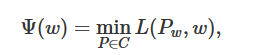 Ψ(w) = min_{P∈C} L(P_w, w),